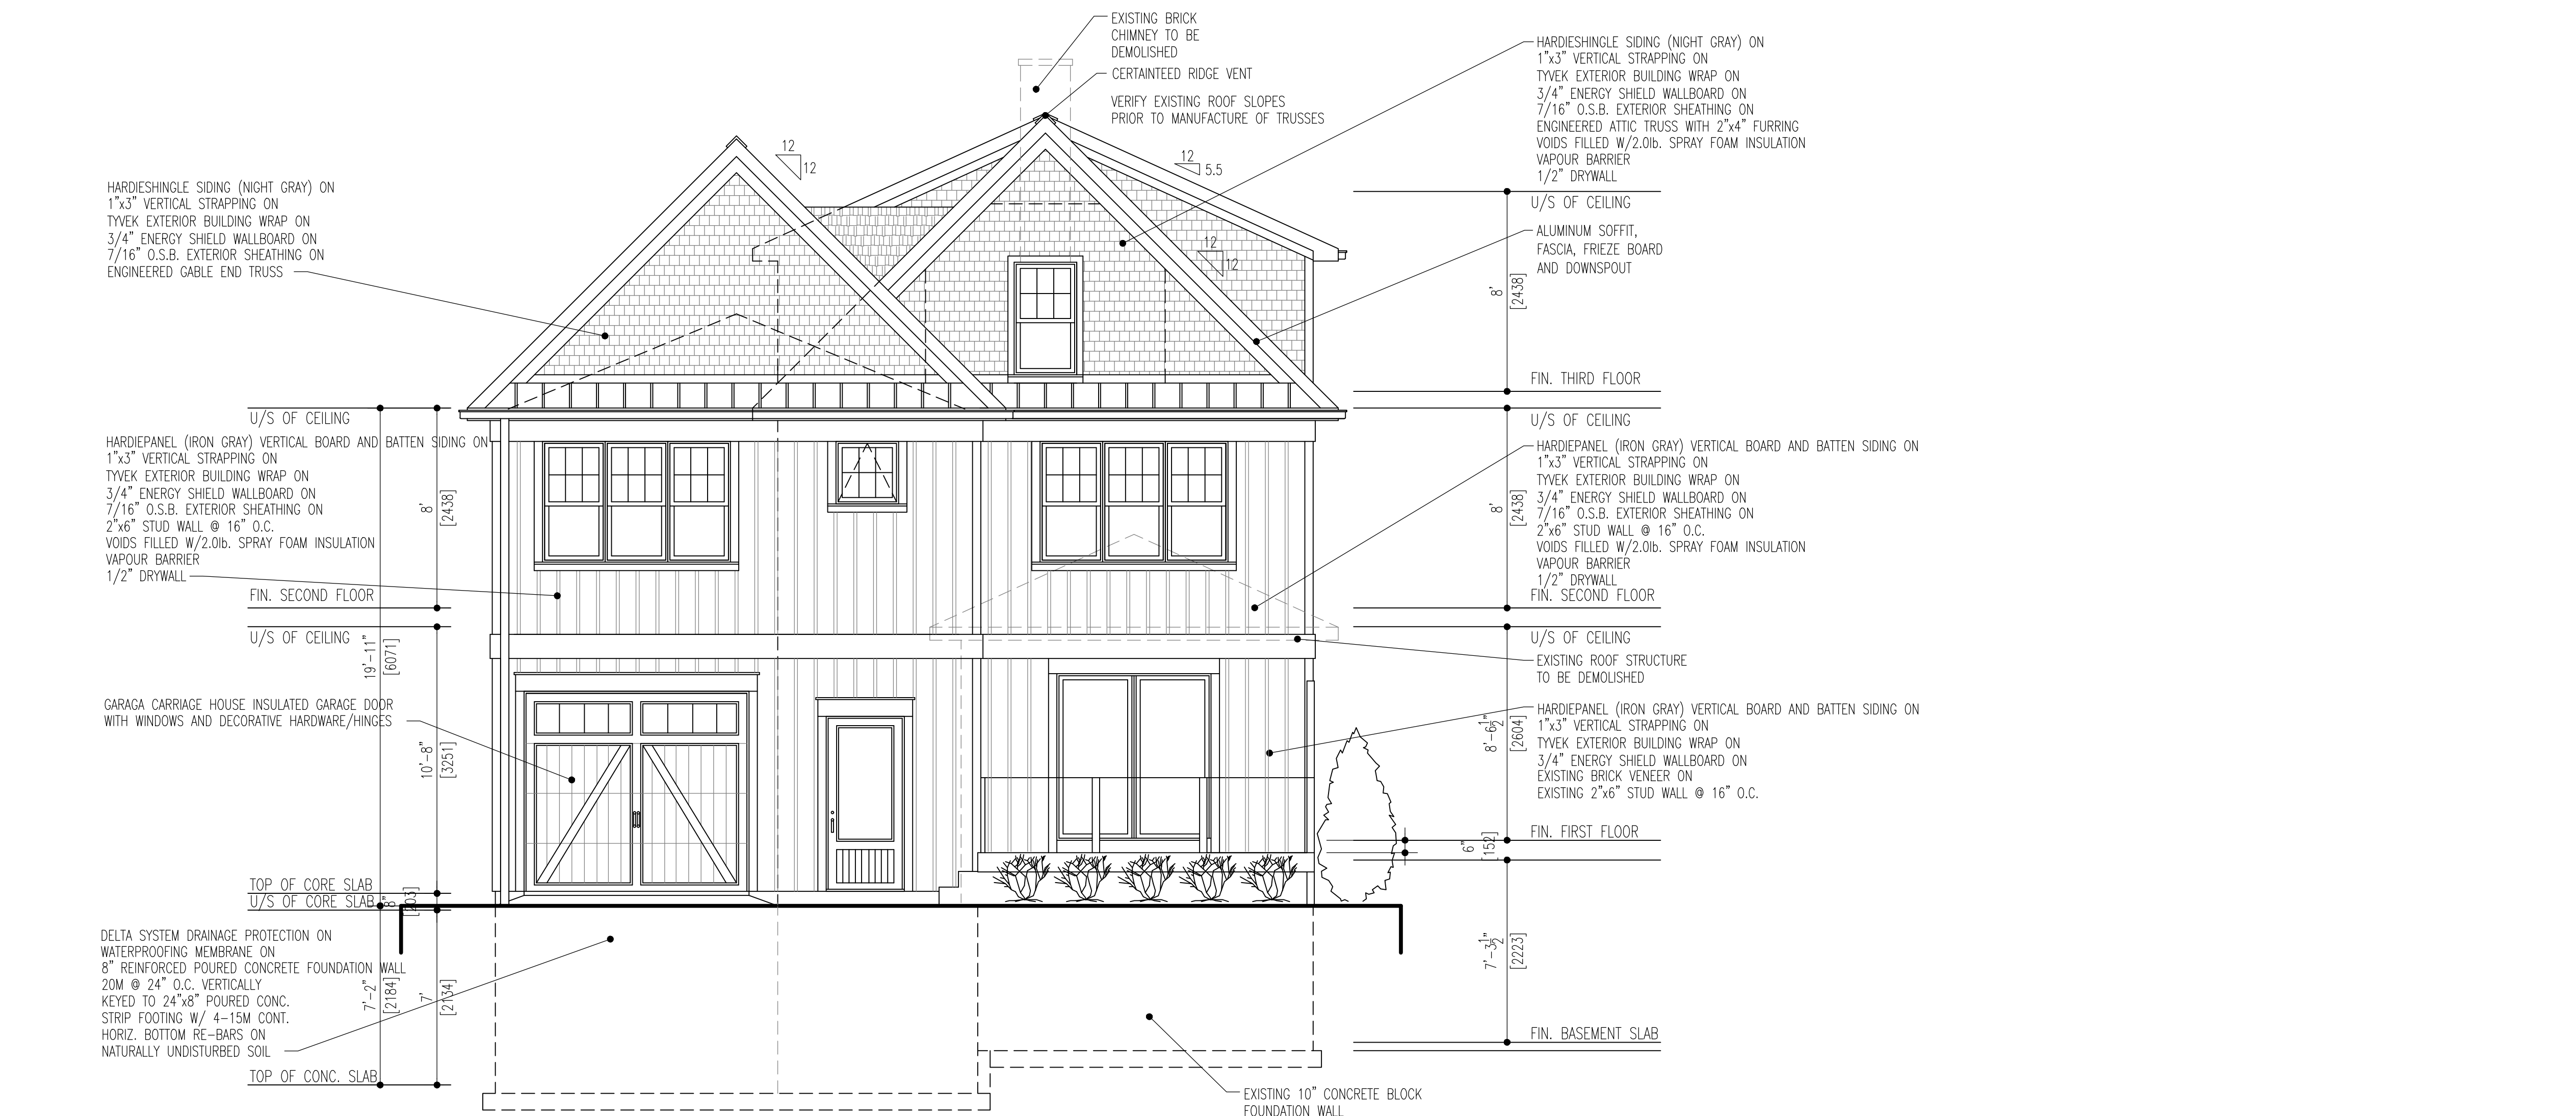 EXISTING BRICK
CHIMNEY TO BE
DEMOLISHED
CERTAINTEED RIDGE VENT
VERIFY EXISTING ROOF SLOPES
PRIOR TO MANUFACTURE OF TRUSSES
12
12
12
5.5
12
12
HARDIESHINGLE SIDING (NIGHT GRAY) ON
1"x3" VERTICAL STRAPPING ON
TYVEK EXTERIOR BUILDING WRAP ON
3/4" ENERGY SHIELD WALLBOARD ON
7/16" O.S.B. EXTERIOR SHEATHING ON
ENGINEERED GABLE END TRUSS
U/S OF CEILING
HARDIEPANEL (IRON GRAY) VERTICAL BOARD AND BATTEN SIDING ON
1"x3" VERTICAL STRAPPING ON
TYVEK EXTERIOR BUILDING WRAP ON
3/4" ENERGY SHIELD WALLBOARD ON
7/16" O.S.B. EXTERIOR SHEATHING ON
2"x6" STUD WALL @ 16" O.C.
VOIDS FILLED W/2.0lb. SPRAY FOAM INSULATION
VAPOUR BARRIER
1/2" DRYWALL
8'
[2438]
FIN. SECOND FLOOR
U/S OF CEILING
19'-11"
[6071]
GARAGA CARRIAGE HOUSE INSULATED GARAGE DOOR
WITH WINDOWS AND DECORATIVE HARDWARE/HINGES
10'-8"
[3251]
TOP OF CORE SLAB
U/S OF CORE SLAB
8"
[203]
DELTA SYSTEM DRAINAGE PROTECTION ON
WATERPROOFING MEMBRANE ON
8" REINFORCED POURED CONCRETE FOUNDATION WALL
20M @ 24" O.C. VERTICALLY
KEYED TO 24"x8" POURED CONC.
STRIP FOOTING W/ 4-15M CONT.
HORIZ. BOTTOM RE-BARS ON
NATURALLY UNDISTURBED SOIL
7'-2"
[2184]
7'
[2134]
TOP OF CONC. SLAB
HARDIESHINGLE SIDING (NIGHT GRAY) ON
1"x3" VERTICAL STRAPPING ON
TYVEK EXTERIOR BUILDING WRAP ON
3/4" ENERGY SHIELD WALLBOARD ON
7/16" O.S.B. EXTERIOR SHEATHING ON
ENGINEERED ATTIC TRUSS WITH 2"x4" FURRING
VOIDS FILLED W/2.0lb. SPRAY FOAM INSULATION
VAPOUR BARRIER
1/2" DRYWALL
U/S OF CEILING
ALUMINUM SOFFIT,
FASCIA, FRIEZE BOARD
AND DOWNSPOUT
8'
[2438]
FIN. THIRD FLOOR
U/S OF CEILING
HARDIEPANEL (IRON GRAY) VERTICAL BOARD AND BATTEN SIDING ON
1"x3" VERTICAL STRAPPING ON
TYVEK EXTERIOR BUILDING WRAP ON
3/4" ENERGY SHIELD WALLBOARD ON
7/16" O.S.B. EXTERIOR SHEATHING ON
2"x6" STUD WALL @ 16" O.C.
VOIDS FILLED W/2.0lb. SPRAY FOAM INSULATION
VAPOUR BARRIER
1/2" DRYWALL
8'
[2438]
FIN. SECOND FLOOR
U/S OF CEILING
EXISTING ROOF STRUCTURE
TO BE DEMOLISHED
HARDIEPANEL (IRON GRAY) VERTICAL BOARD AND BATTEN SIDING ON
1"x3" VERTICAL STRAPPING ON
TYVEK EXTERIOR BUILDING WRAP ON
3/4" ENERGY SHIELD WALLBOARD ON
EXISTING BRICK VENEER ON
EXISTING 2"x6" STUD WALL @ 16" O.C.
8'-6 1/2"
[2604]
FIN. FIRST FLOOR
6"
[152]
7'-3 1/2"
[2223]
FIN. BASEMENT SLAB
EXISTING 10" CONCRETE BLOCK
FOUNDATION WALL